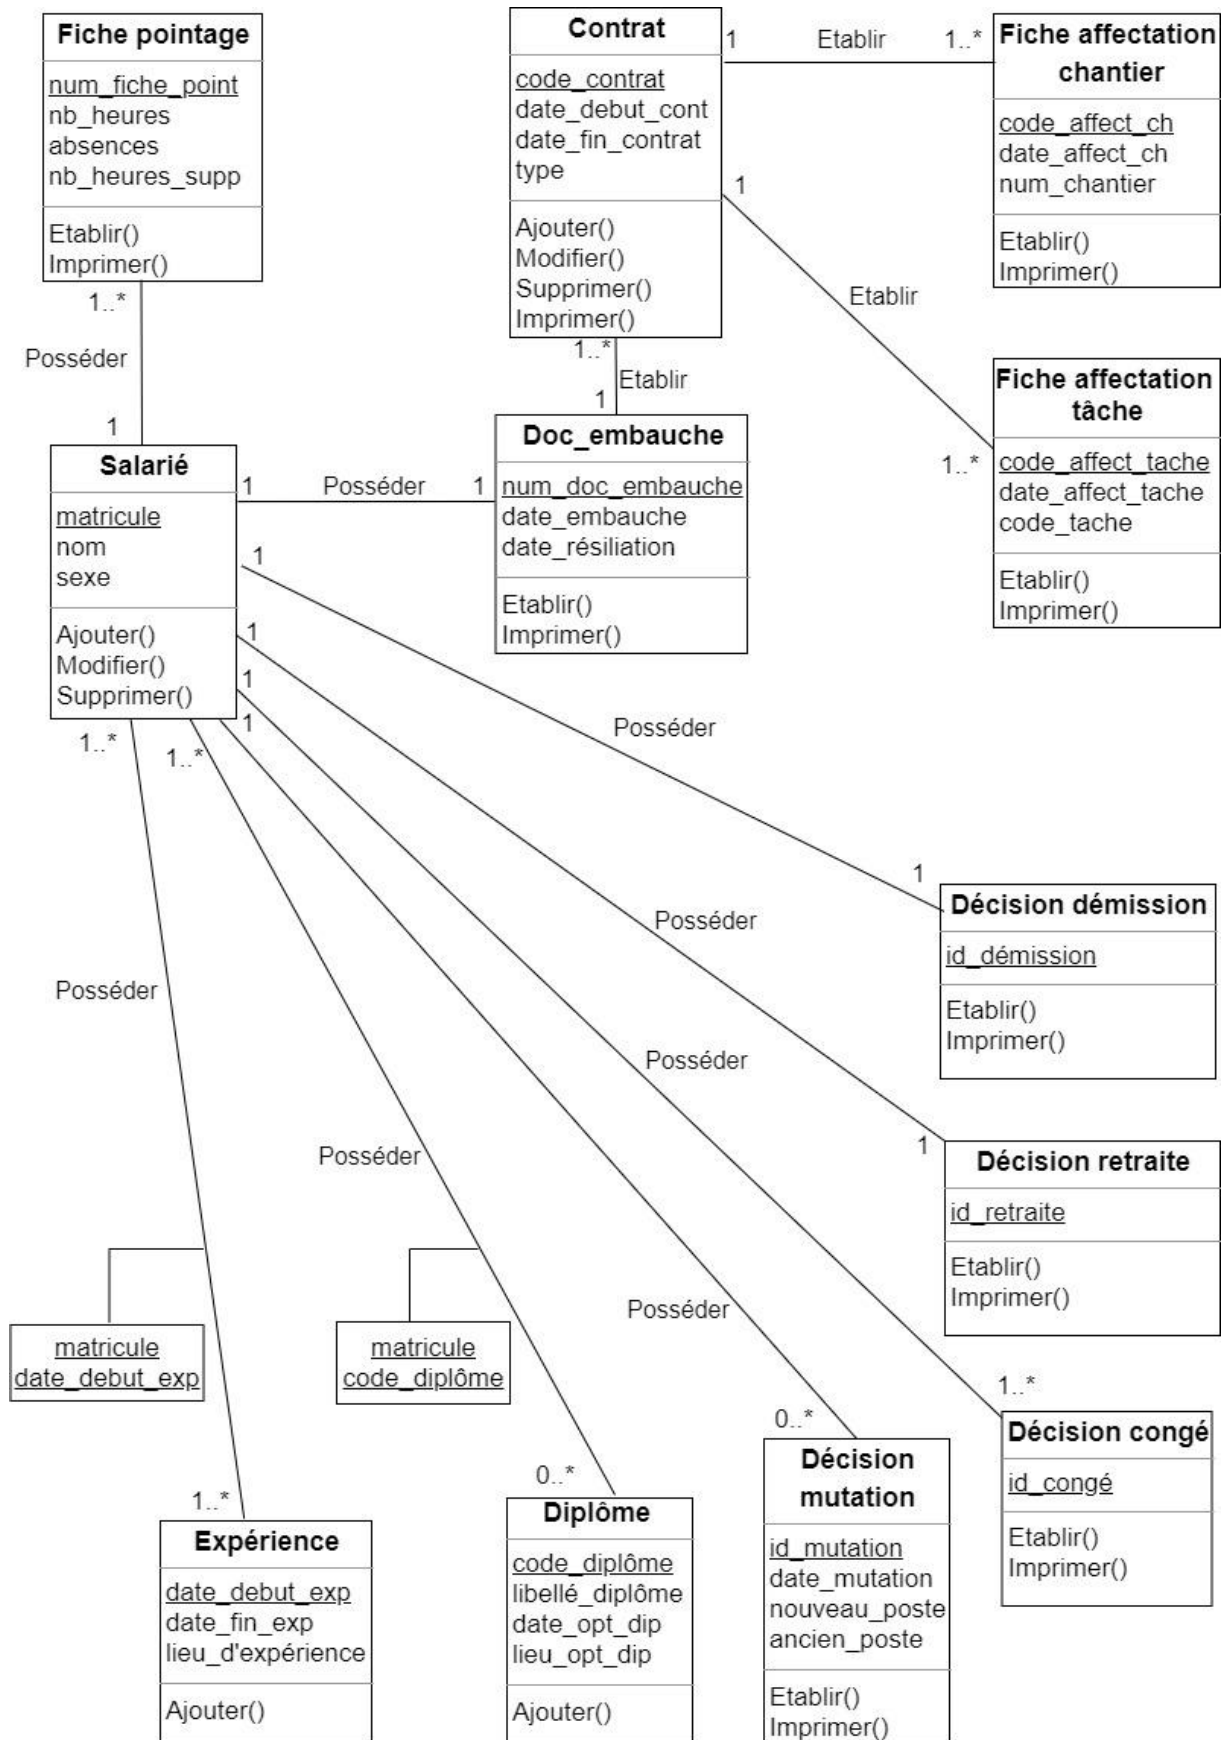 Fiche pointage
num_fiche_point
nb_heures
absences
nb_heures_supp
Etablir()
Imprimer()
1..*
Posséder
1
Contrat
code_contrat
date_debut_cont
date_fin_contrat
type
Ajouter()
Modifier()
Supprimer()
Imprimer()
1
Etablir
1..*
Fiche affectation
chantier
code_affect_ch
date_affect_ch
num_chantier
Etablir()
Imprimer()
1
Etablir
1..*
Fiche affectation
tâche
code_affect_tache
date_affect_tache
code_tache
Etablir()
Imprimer()
1..*
Etablir
1
Doc_embauche
num_doc_embauche
date_embauche
date_résiliation
Etablir()
Imprimer()
Salarié
matricule
nom
sexe
Ajouter()
Modifier()
Supprimer()
1
Posséder
1
1
1
1
1
1..*
1..*
Posséder
1
Décision démission
id_démission
Etablir()
Imprimer()
Posséder
1
Décision retraite
id_retraite
Etablir()
Imprimer()
Posséder
1..*
Décision congé
id_congé
Etablir()
Imprimer()
Posséder
0..*
Décision
mutation
id_mutation
date_mutation
nouveau_poste
ancien_poste
Etablir()
Imprimer()
Posséder
matricule
code_diplôme
0..*
Diplôme
code_diplôme
libellé_diplôme
date_opt_dip
lieu_opt_dip
Ajouter()
Posséder
matricule
date_debut_exp
1..*
Expérience
date_debut_exp
date_fin_exp
lieu_d'expérience
Ajouter()